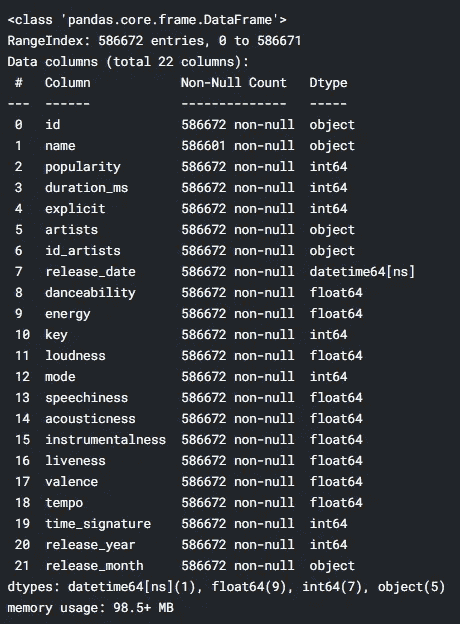 <class 'pandas.core.frame.DataFrame'>
RangeIndex: 586672 entries, 0 to 586671
Data columns (total 22 columns):
 #   Column            Non-Null Count   Dtype
---  ------            --------------   -----
 0   id                586672 non-null  object
 1   name              586601 non-null  object
 2   popularity        586672 non-null  int64
 3   duration_ms       586672 non-null  int64
 4   explicit          586672 non-null  int64
 5   artists           586672 non-null  object
 6   id_artists        586672 non-null  object
 7   release_date      586672 non-null  datetime64[ns]
 8   danceability      586672 non-null  float64
 9   energy            586672 non-null  float64
 10  key               586672 non-null  int64
 11  loudness          586672 non-null  float64
 12  mode              586672 non-null  int64
 13  speechiness       586672 non-null  float64
 14  acousticness      586672 non-null  float64
 15  instrumentalness  586672 non-null  float64
 16  liveness          586672 non-null  float64
 17  valence           586672 non-null  float64
 18  tempo             586672 non-null  float64
 19  time_signature    586672 non-null  int64
 20  release_year      586672 non-null  int64
 21  release_month     586672 non-null  object
dtypes: datetime64[ns](1), float64(9), int64(7), object(5)
memory usage: 98.5+ MB